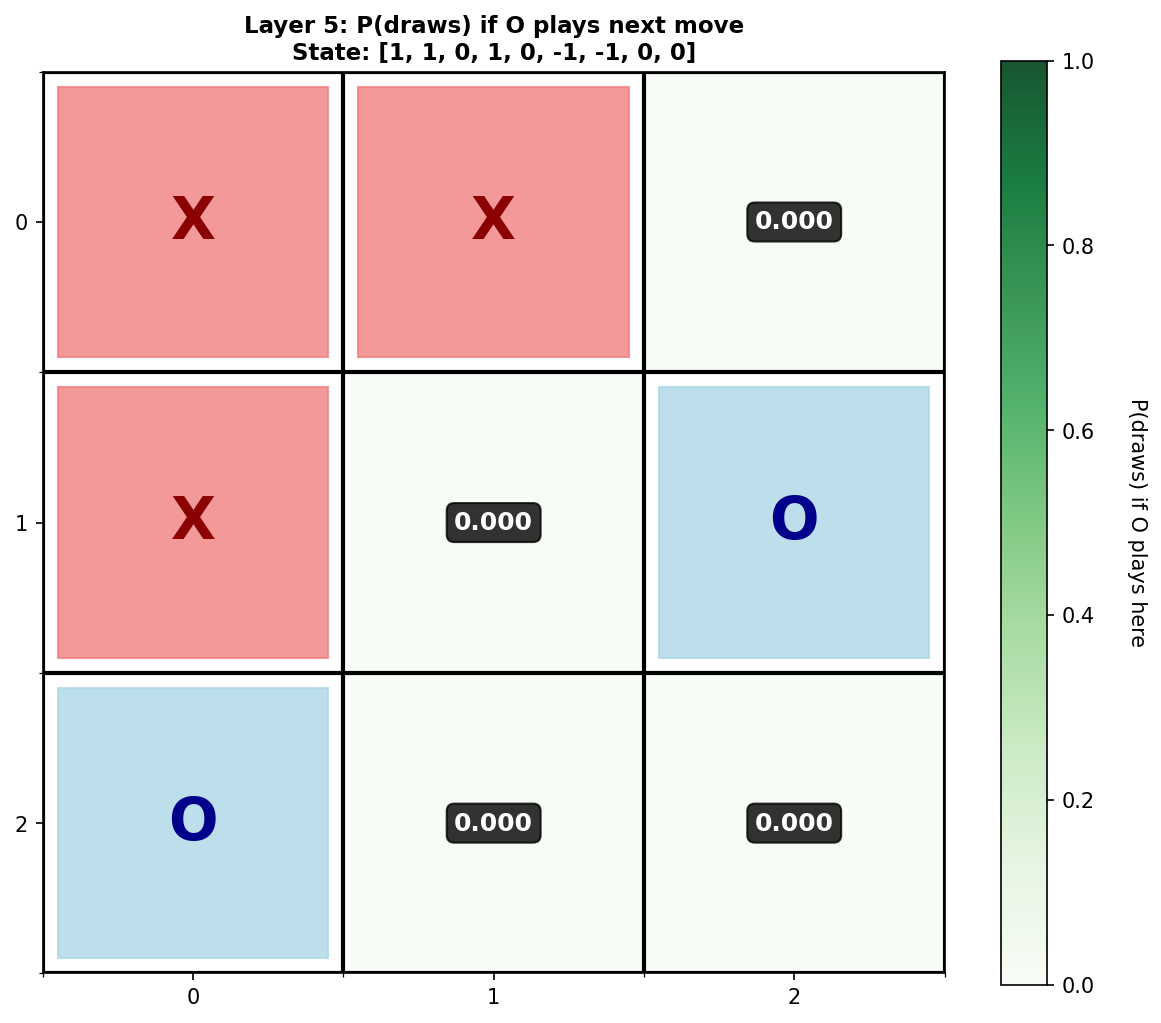 Layer 5: P(draws) if O plays next move
State: [1, 1, 0, 1, 0, -1, -1, 0, 0]
1.0
0.8
0.6
0.4
0.2
0.0
P(draws) if O plays here
0
X
X
0.000
1
X
0.000
O
2
O
0.000
0.000
0
1
2